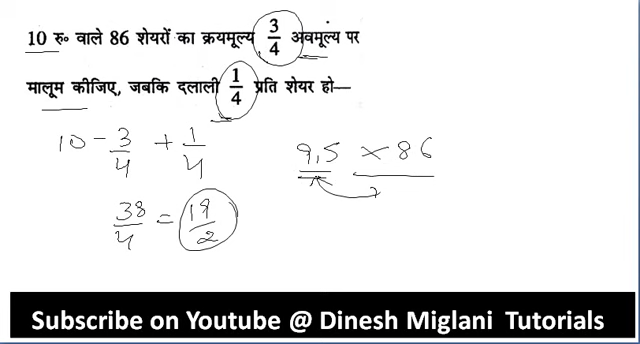 10 रु० वाले 86 शेयरों का क्रयमूल्य 3/4 अवमूल्य पर
मालूम कीजिए, जबकि दलाली 1/4 प्रति शेयर हो—
10 - 3/4 + 1/4
9.5 × 86
38/4 = 19/2
Subscribe on Youtube @ Dinesh Miglani Tutorials